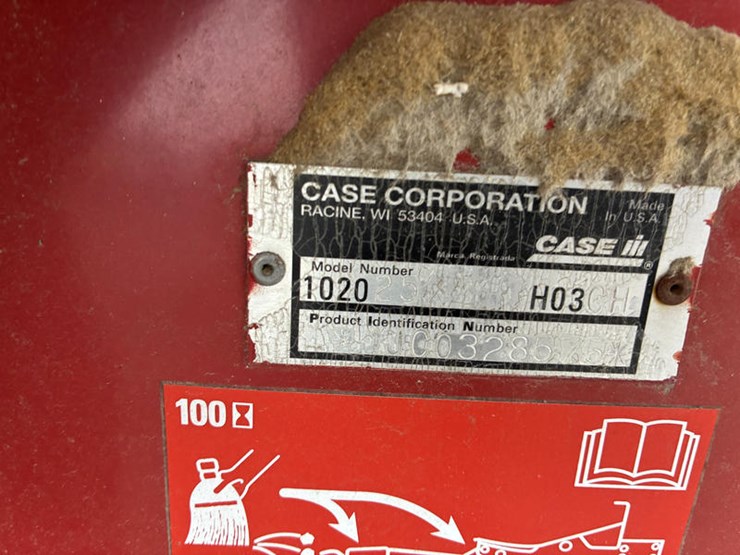 CASE CORPORATION
Made
RACINE, WI 53404 U.S.A.
In U.S.A.
CASE IH
Marca Registrada
®
Model Number
1020 H03
Product Identification Number
100